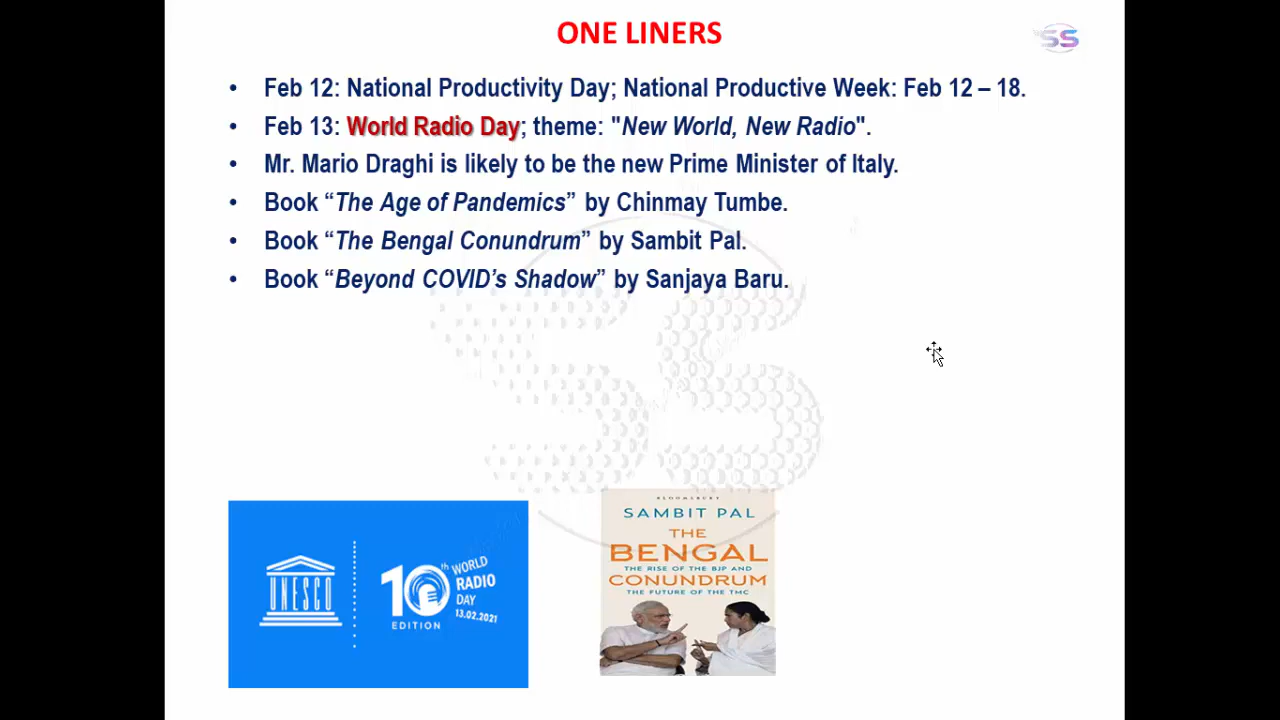 ONE LINERS
SS
• Feb 12: National Productivity Day; National Productive Week: Feb 12 – 18.
• Feb 13: World Radio Day; theme: "New World, New Radio".
• Mr. Mario Draghi is likely to be the new Prime Minister of Italy.
• Book “The Age of Pandemics” by Chinmay Tumbe.
• Book “The Bengal Conundrum” by Sambit Pal.
• Book “Beyond COVID’s Shadow” by Sanjaya Baru.
UNESCO
10th
EDITION
WORLD
RADIO
DAY
13.02.2021
BLOOMSBURY
SAMBIT PAL
THE
BENGAL
THE RISE OF THE BJP AND
CONUNDRUM
THE FUTURE OF THE TMC